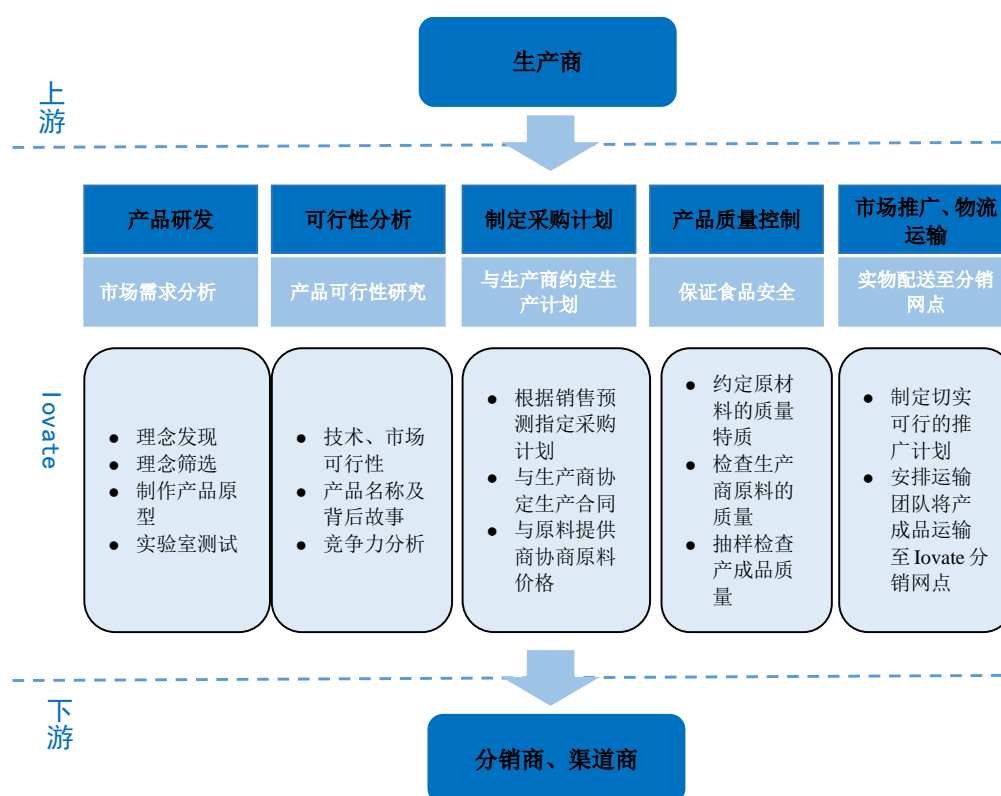 生产商
上游
产品研发
可行性分析
制定采购计划
产品质量控制
市场推广、物流
运输
市场需求分析
产品可行性研究
与生产商约定生
产计划
保证食品安全
实物配送至分销
网点
Iovate
● 理念发现
● 理念筛选
● 制作产品原
型
● 实验室测试
● 技术、市场
可行性
● 产品名称及
背后故事
● 竞争力分析
● 根据销售预
测指定采购
计划
● 与生产商协
定生产合同
● 与原料提供
商协商原料
价格
● 约定原材
料的质量
特质
● 检查生产
商原料的
质量
● 抽样检查
产成品质
量
● 制定切实
可行的推
广计划
● 安排运输
团队将产
成品运输
至 Iovate 分
销网点
下游
分销商、渠道商